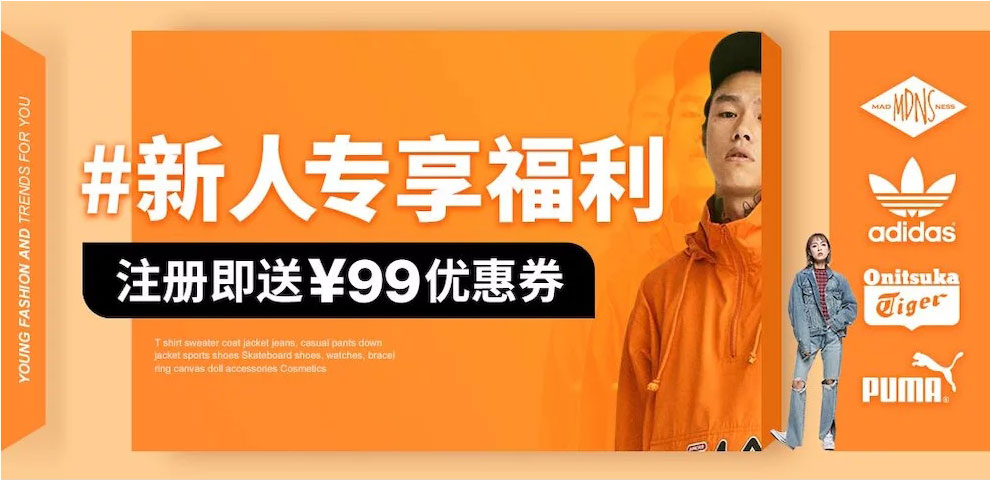 YOUNG FASHION AND TRENDS FOR YOU
#新人专享福利
注册即送¥99优惠券
T shirt sweater coat jacket jeans, casual pants down
jacket sports shoes Skateboard shoes, watches, bracel
ring canvas doll accessories Cosmetics
MAD MDNS NESS
adidas®
Onitsuka
Tiger
PUMA®